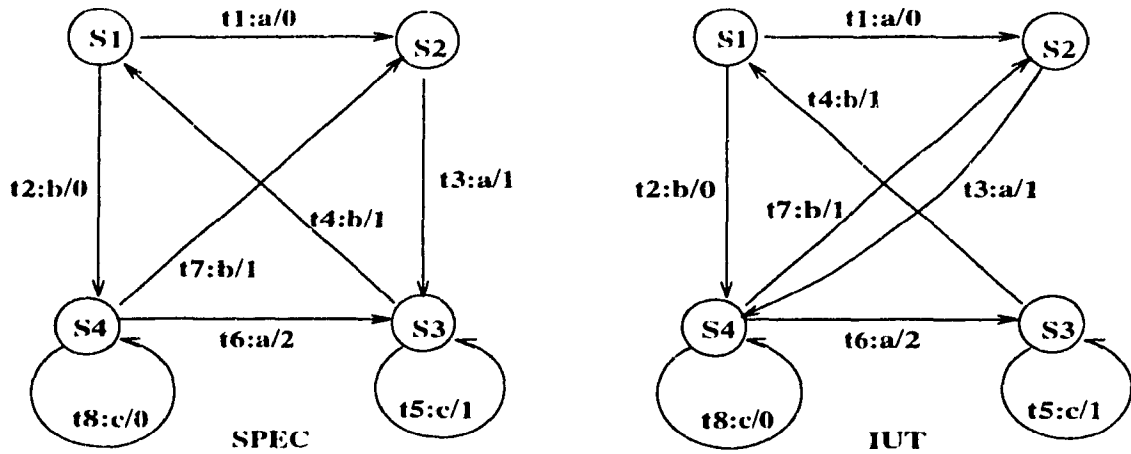 t1:a/0
S1
S2
t2:b/0
t3:a/1
t4:b/1
t7:b/1
S4
S3
t6:a/2
t8:c/0
t5:c/1
SPEC
t1:a/0
S1
S2
t4:b/1
t2:b/0
t3:a/1
t7:b/1
S4
S3
t6:a/2
t8:c/0
t5:c/1
IUT